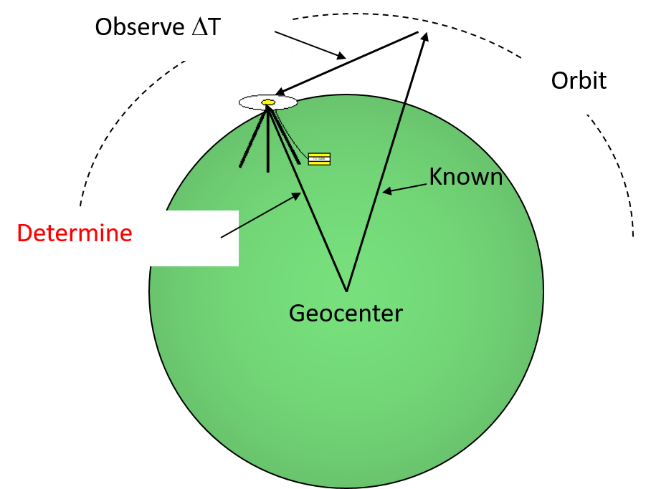 Observe ΔT
Orbit
Known
Determine
Geocenter